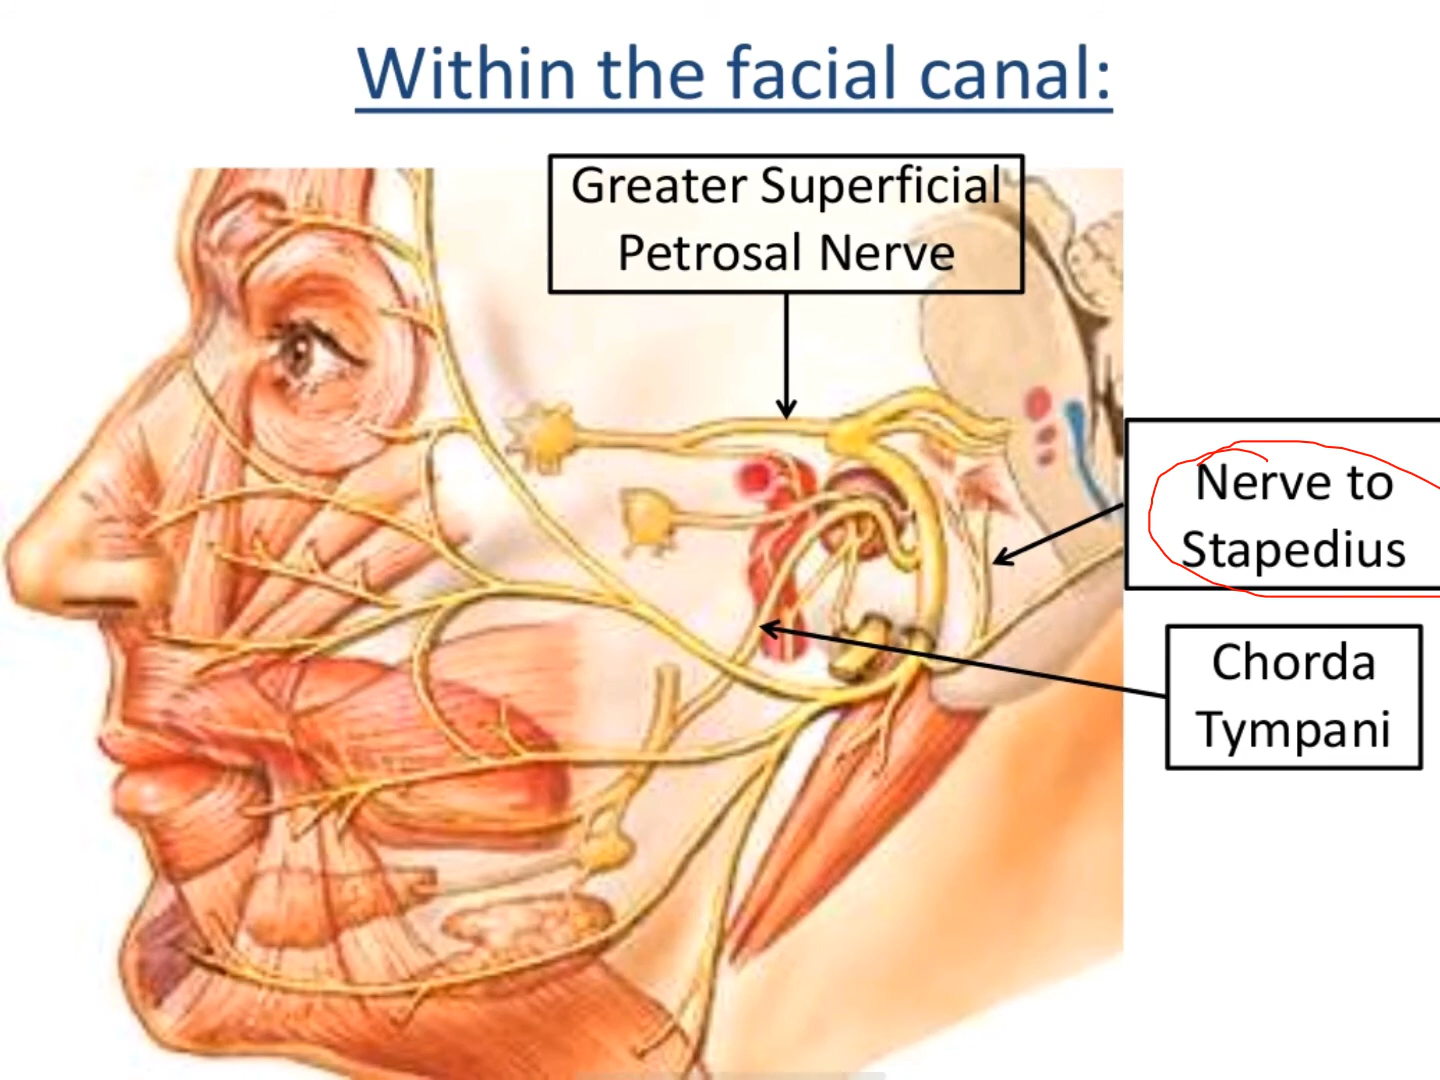 Within the facial canal:
Greater Superficial
Petrosal Nerve
Nerve to
Stapedius
Chorda
Tympani